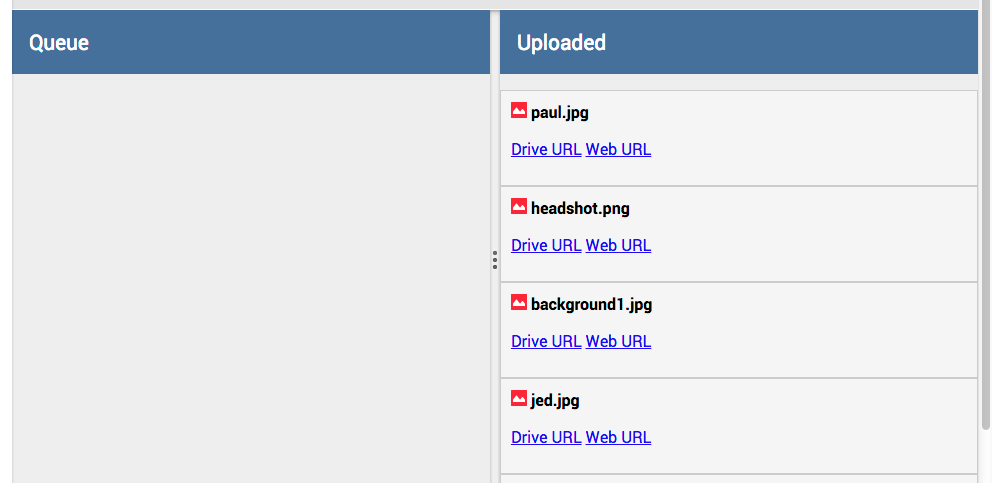 Queue
Uploaded
paul.jpg
Drive URL Web URL
headshot.png
Drive URL Web URL
background1.jpg
Drive URL Web URL
jed.jpg
Drive URL Web URL